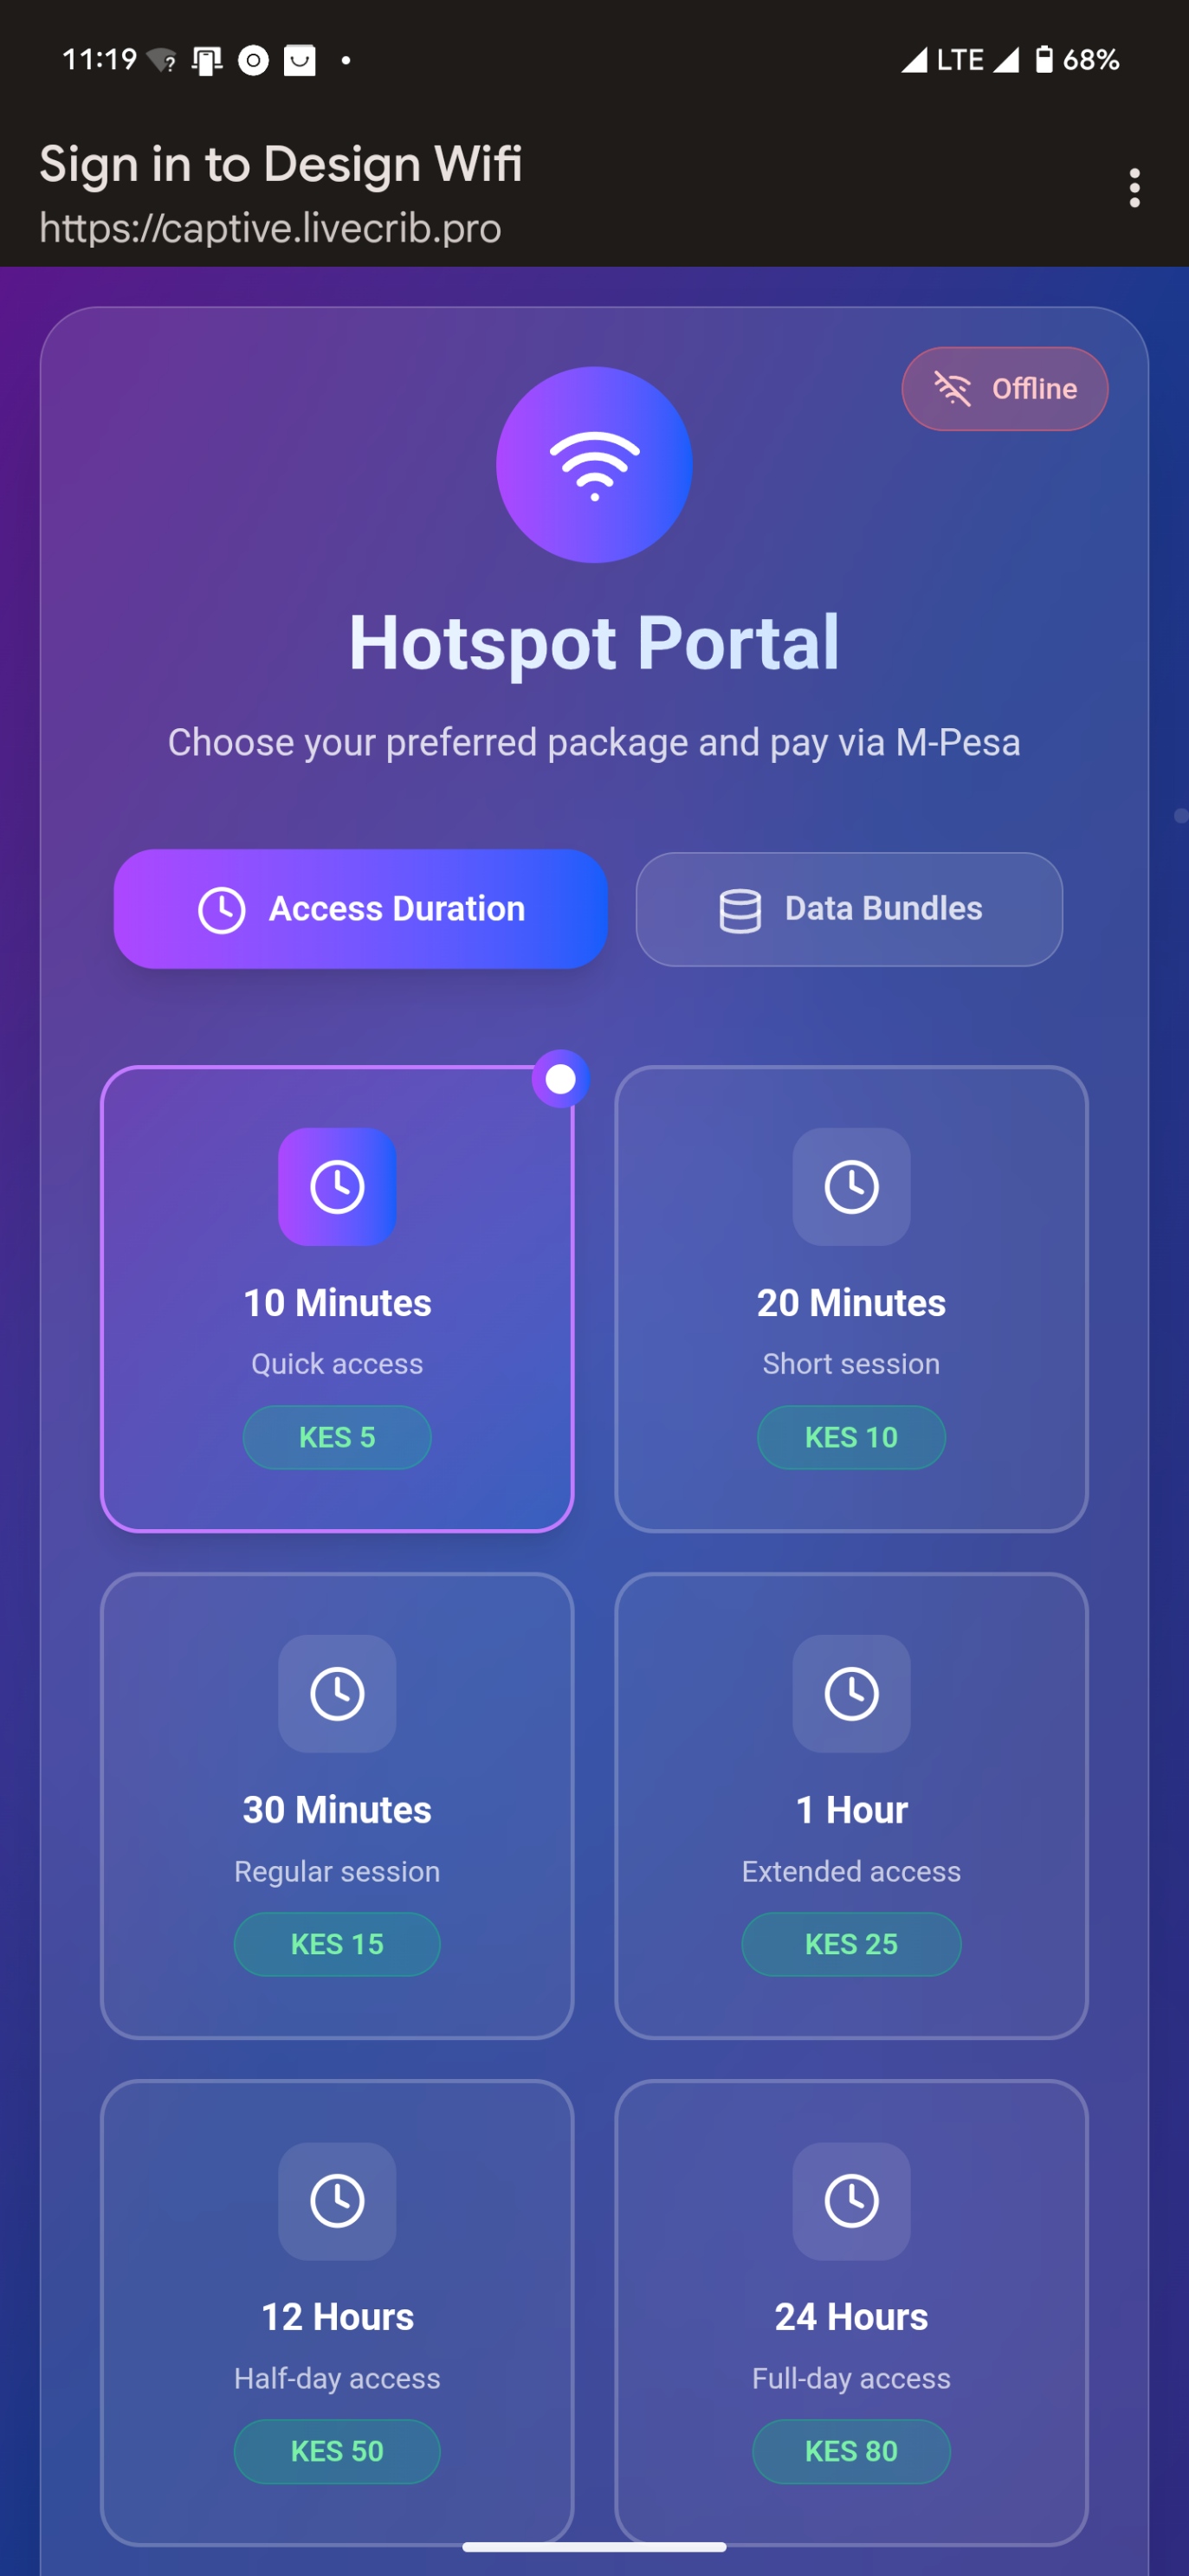 11:19
LTE 68%
Sign in to Design Wifi
https://captive.livecrib.pro
Offline
Hotspot Portal
Choose your preferred package and pay via M-Pesa
Access Duration
Data Bundles
10 Minutes
Quick access
KES 5
20 Minutes
Short session
KES 10
30 Minutes
Regular session
KES 15
1 Hour
Extended access
KES 25
12 Hours
Half-day access
KES 50
24 Hours
Full-day access
KES 80